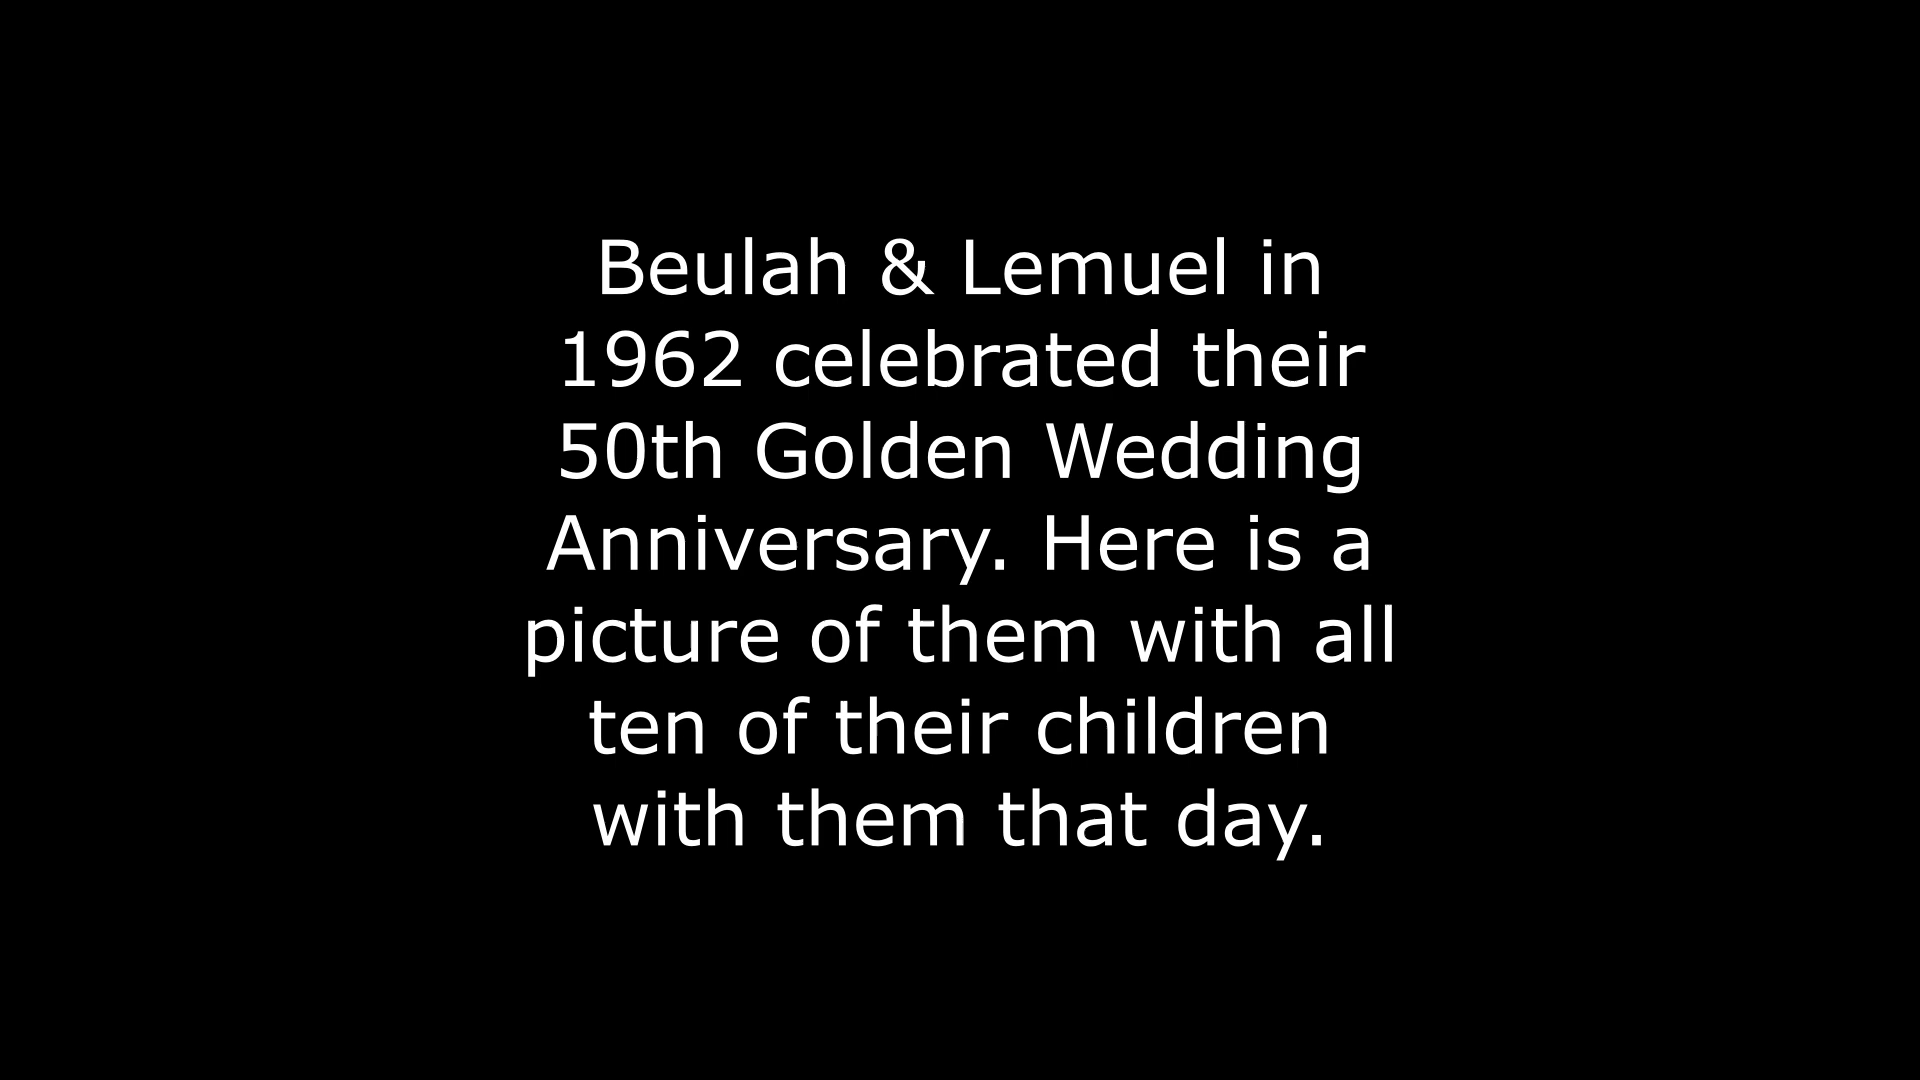 Beulah & Lemuel in
1962 celebrated their
50th Golden Wedding
Anniversary. Here is a
picture of them with all
ten of their children
with them that day.